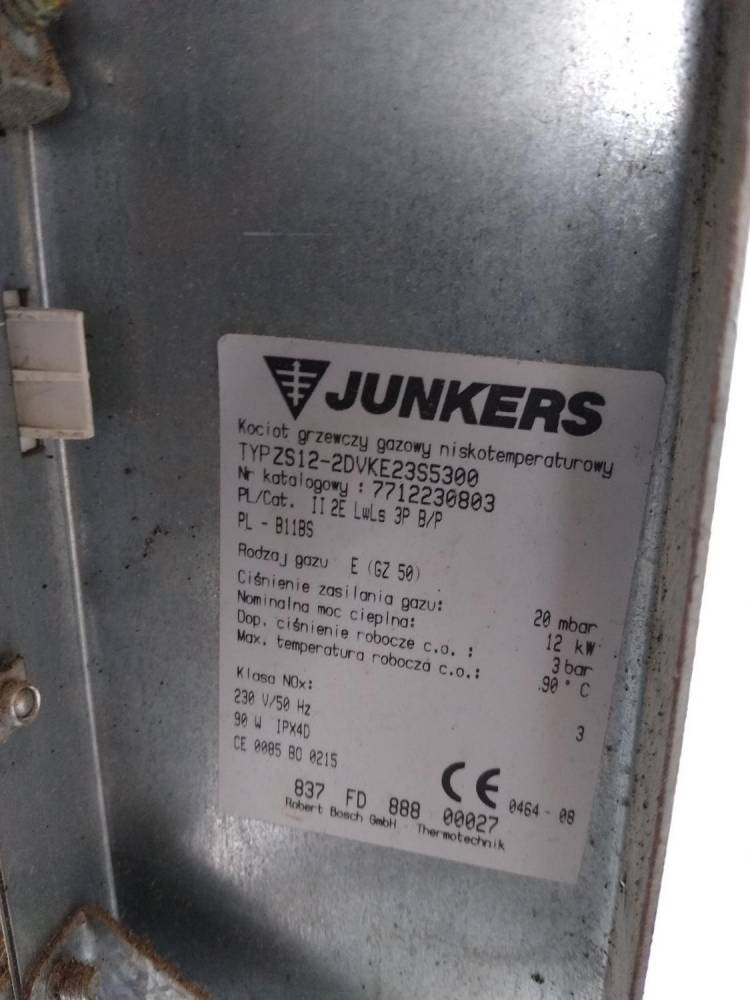 JUNKERS
Kocioł grzewczy gazowy niskotemperaturowy
TYP ZS12-2DVKE23S5300
Nr katalogowy : 7712230803
PL/Cat. II 2E LwLs 3P B/P
PL - B11BS
Rodzaj gazu E (GZ 50)
Ciśnienie zasilania gazu: 20 mbar
Nominalna moc cieplna: 12 kW
Dop. ciśnienie robocze c.o. : 3 bar
Max. temperatura robocza c.o.: 90° C
Klasa NOx: 3
230 V/50 Hz
90 W IPX4D
CE 0085 BO 0215
CE 0464 - 08
837 FD 888 00027
Robert Bosch GmbH - Thermotechnik